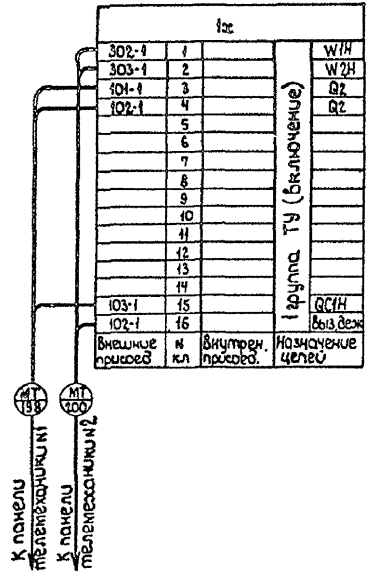 1х
302-1 1 W1H
303-1 2 W2H
101-1 3 Q2
102-1 4 Q2
5
6
7
8
9
10
11
12
13
14
103-1 15 QC1H
102-1 16 Выз.деж
I группа ТУ (включение)
Внешние присоед. N кл Внутрен. присоед. Назначение цепей
МТ 198
МТ 200
К панели телемеханики N1
К панели телемеханики N2